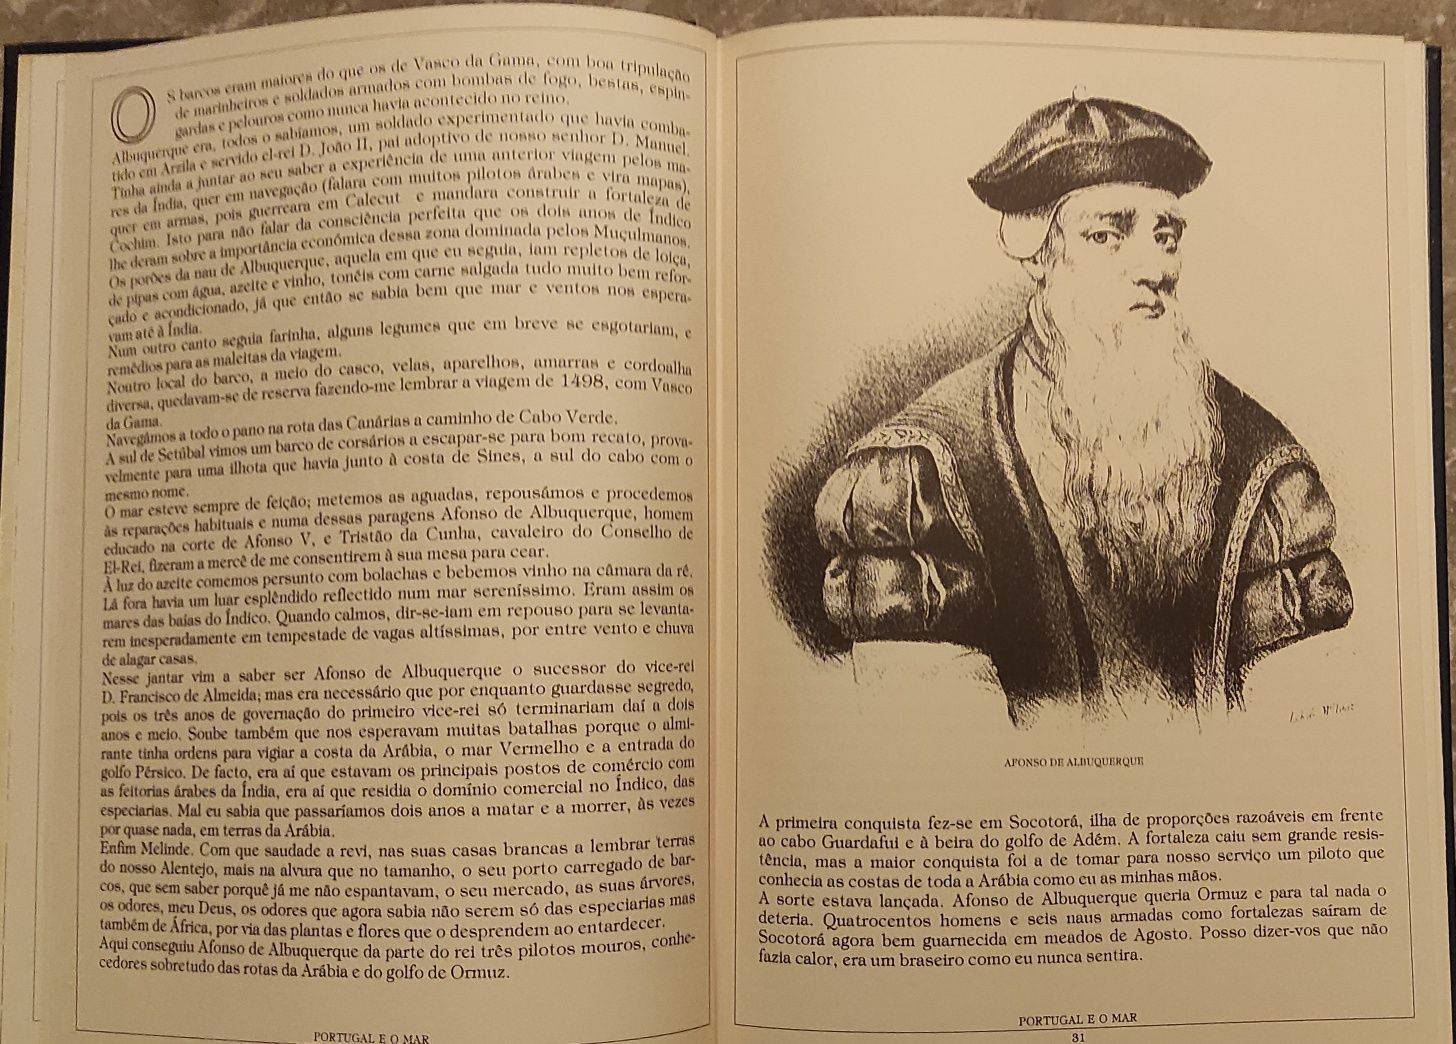 OS barcos eram maiores do que os de Vasco da Gama, com boa tripulação
de marinheiros e soldados armados com bombas de fogo, bestas, espin-
gardas e pelouros como nunca havia acontecido no reino.
Albuquerque era, todos o sabíamos, um soldado experimentado que havia comba-
tido em Arzila e servido el-rei D. João II, pai adoptivo de nosso senhor D. Manuel.
Tinha ainda a juntar ao seu saber a experiência de uma anterior viagem pelos ma-
res da Índia, quer em navegação (falara com muitos pilotos árabes e vira mapas),
quer em armas, pois guerreara em Calecut e mandara construir a fortaleza de
Cochim. Isto para não falar da consciência perfeita que os dois anos de Índico
lhe deram sobre a importância económica dessa zona dominada pelos Muçulmanos.
Os porões da nau de Albuquerque, aquela em que eu seguia, iam repletos de loiça,
de pipas com água, azeite e vinho, tonéis com carne salgada tudo muito bem refor-
çado e acondicionado, já que então se sabia bem que mar e ventos nos espera-
vam até à Índia.
Num outro canto seguia farinha, alguns legumes que em breve se esgotariam, e
remédios para as maleitas da viagem.
Noutro local do barco, a meio do casco, velas, aparelhos, amarras e cordoalha
diversa, quedavam-se de reserva fazendo-me lembrar a viagem de 1498, com Vasco
da Gama.
Navegámos a todo o pano na rota das Canárias a caminho de Cabo Verde.
A sul de Setúbal vimos um barco de corsários a escapar-se para bom recato, prova-
velmente para uma ilhota que havia junto à costa de Sines, a sul do cabo com o
mesmo nome.
O mar esteve sempre de feição; metemos as aguadas, repousámos e procedemos
às reparações habituais e numa dessas paragens Afonso de Albuquerque, homem
educado na corte de Afonso V, e Tristão da Cunha, cavaleiro do Conselho de
El-Rei, fizeram a mercê de me consentirem à sua mesa para cear.
À luz do azeite comemos persunto com bolachas e bebemos vinho na câmara da ré.
Lá fora havia um luar esplêndido reflectido num mar sereníssimo. Eram assim os
mares das baías do Índico. Quando calmos, dir-se-iam em repouso para se levanta-
rem inesperadamente em tempestade de vagas altíssimas, por entre vento e chuva
de alagar casas.
Nesse jantar vim a saber ser Afonso de Albuquerque o sucessor do vice-rei
D. Francisco de Almeida; mas era necessário que por enquanto guardasse segredo,
pois os três anos de governação do primeiro vice-rei só terminariam daí a dois
anos e meio. Soube também que nos esperavam muitas batalhas porque o almi-
rante tinha ordens para vigiar a costa da Arábia, o mar Vermelho e a entrada do
golfo Pérsico. De facto, era aí que estavam os principais postos de comércio com
as feitorias árabes da Índia, era aí que residia o domínio comercial no Índico, das
especiarias. Mal eu sabia que passaríamos dois anos a matar e a morrer, às vezes
por quase nada, em terras da Arábia.
Enfim Melinde. Com que saudade a revi, nas suas casas brancas a lembrar terras
do nosso Alentejo, mais na alvura que no tamanho, o seu porto carregado de bar-
cos, que sem saber porquê já me não espantavam, o seu mercado, as suas árvores,
os odores, meu Deus, os odores que agora sabia não serem só das especiarias mas
também de África, por via das plantas e flores que o desprendem ao entardecer.
Aqui conseguiu Afonso de Albuquerque da parte do rei três pilotos mouros, conhe-
cedores sobretudo das rotas da Arábia e do golfo de Ormuz.
PORTUGAL E O MAR
AFONSO DE ALBUQUERQUE
A primeira conquista fez-se em Socotorá, ilha de proporções razoáveis em frente
ao cabo Guardafui e à beira do golfo de Adém. A fortaleza caiu sem grande resis-
tência, mas a maior conquista foi a de tomar para nosso serviço um piloto que
conhecia as costas de toda a Arábia como eu as minhas mãos.
A sorte estava lançada. Afonso de Albuquerque queria Ormuz e para tal nada o
deteria. Quatrocentos homens e seis naus armadas como fortalezas saíram de
Socotorá agora bem guarnecida em meados de Agosto. Posso dizer-vos que não
fazia calor, era um braseiro como eu nunca sentira.
PORTUGAL E O MAR
31